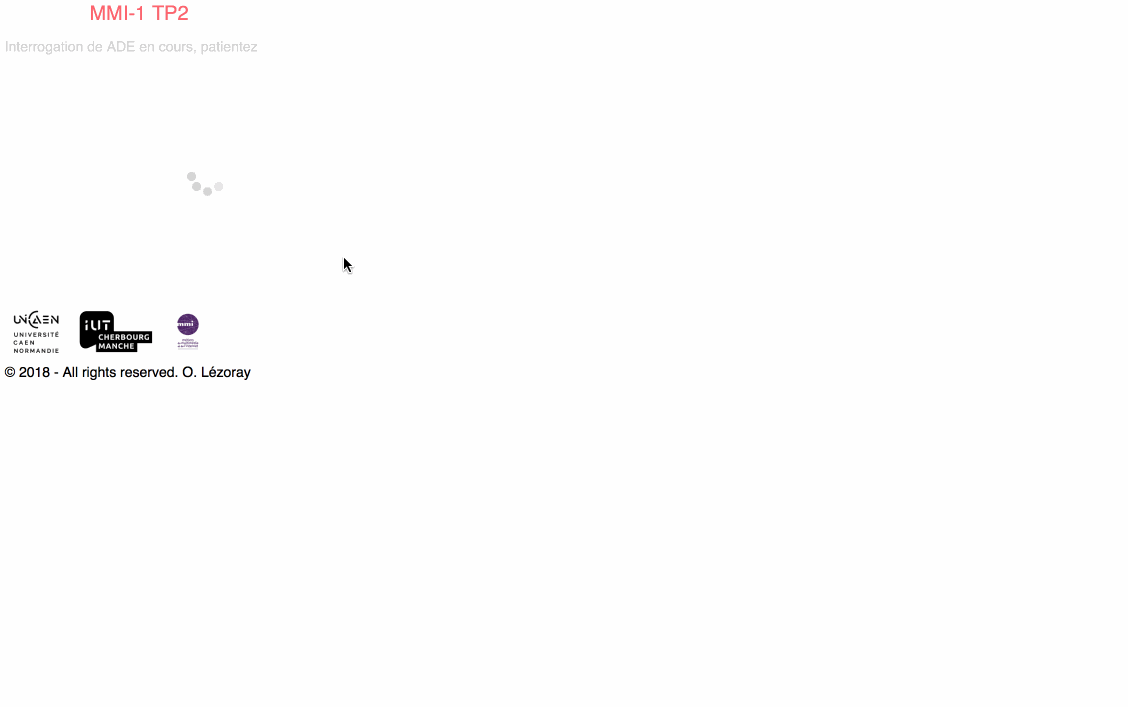 MMI-1 TP2
Interrogation de ADE en cours, patientez
UNICAEN
UNIVERSITÉ
CAEN
NORMANDIE
iUT
CHERBOURG
MANCHE
mmi
© 2018 - All rights reserved. O. Lézoray